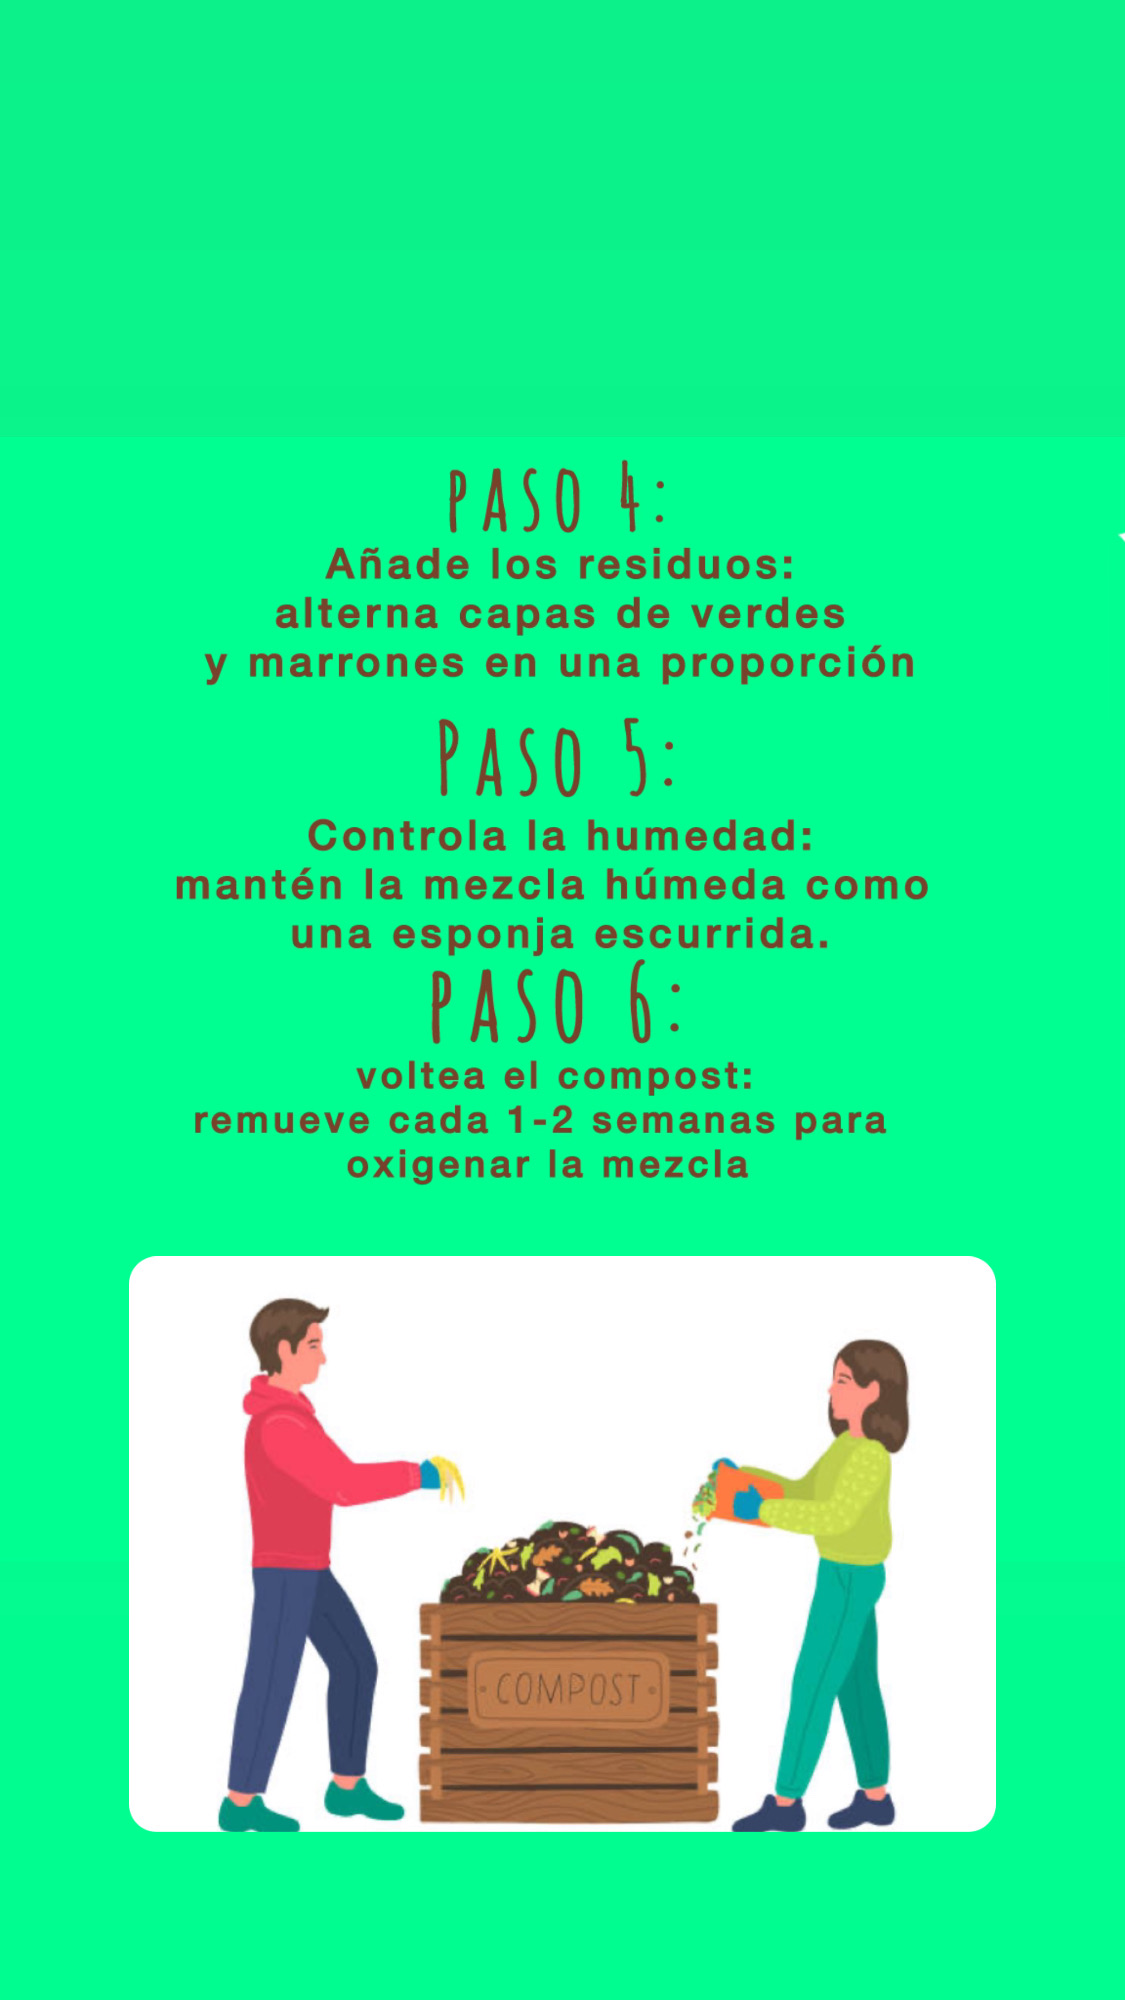 PASO 4:
Añade los residuos:
alterna capas de verdes
y marrones en una proporción
PASO 5:
Controla la humedad:
mantén la mezcla húmeda como
una esponja escurrida.
PASO 6:
voltea el compost:
remueve cada 1-2 semanas para
oxigenar la mezcla
COMPOST